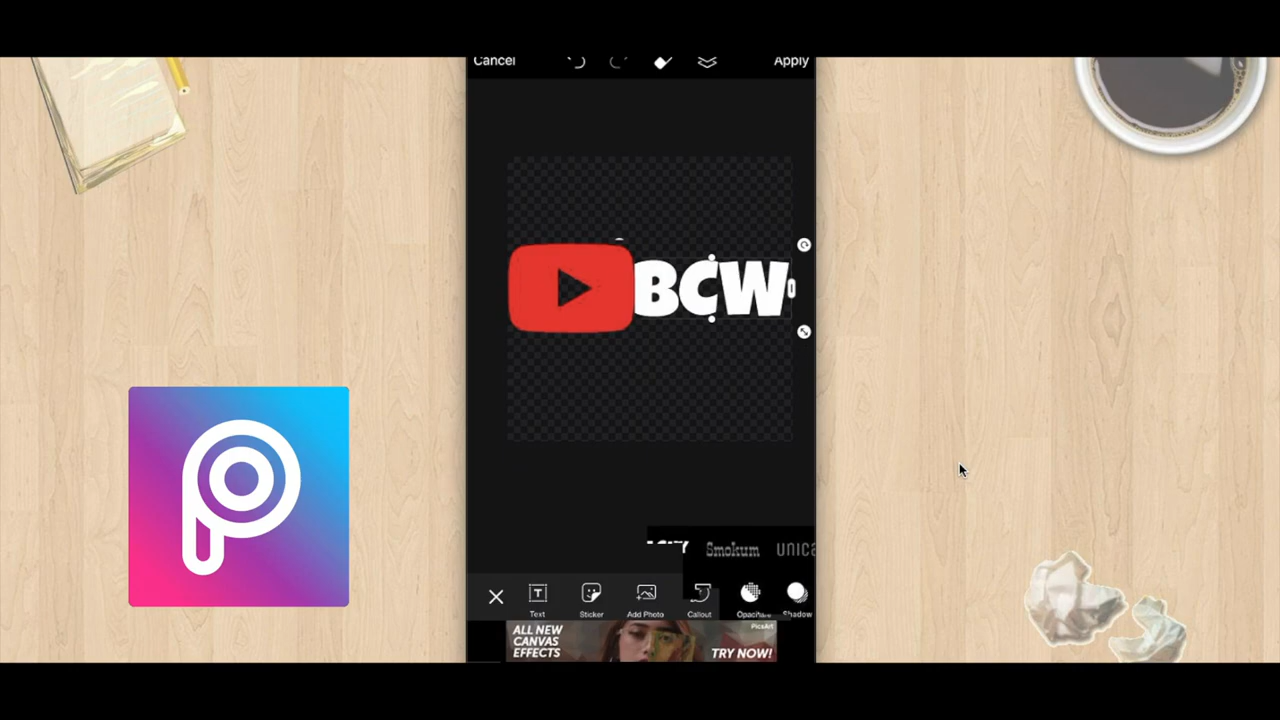 Cancel
Apply
BCW
Smokum
Text
Sticker
Add Photo
Callout
Shadow
PicsArt
ALL NEW
CANVAS
EFFECTS
TRY NOW!